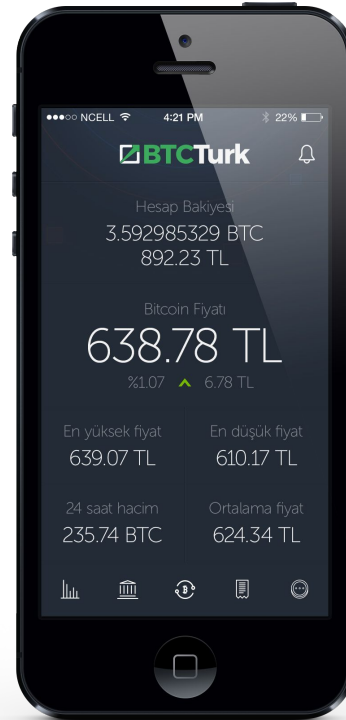 NCELL 4:21 PM 22%
BTCTurk
Hesap Bakiyesi
3.592985329 BTC
892.23 TL
Bitcoin Fiyatı
638.78 TL
%1.07 6.78 TL
En yüksek fiyat En düşük fiyat
639.07 TL 610.17 TL
24 saat hacim Ortalama fiyat
235.74 BTC 624.34 TL